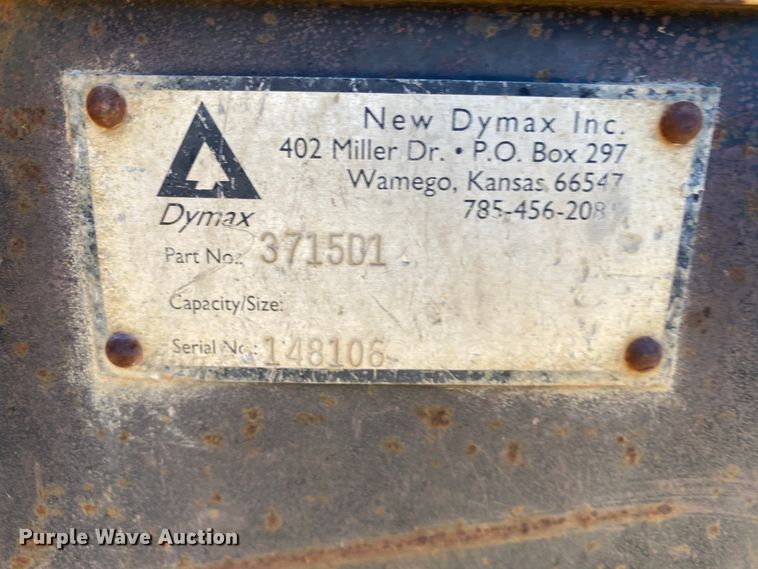 New Dymax Inc.
402 Miller Dr. • P.O. Box 297
Wamego, Kansas 66547
Dymax
Part No.: 3715D1
Capacity/Size:
Serial No.: 148106
Purple Wave Auction